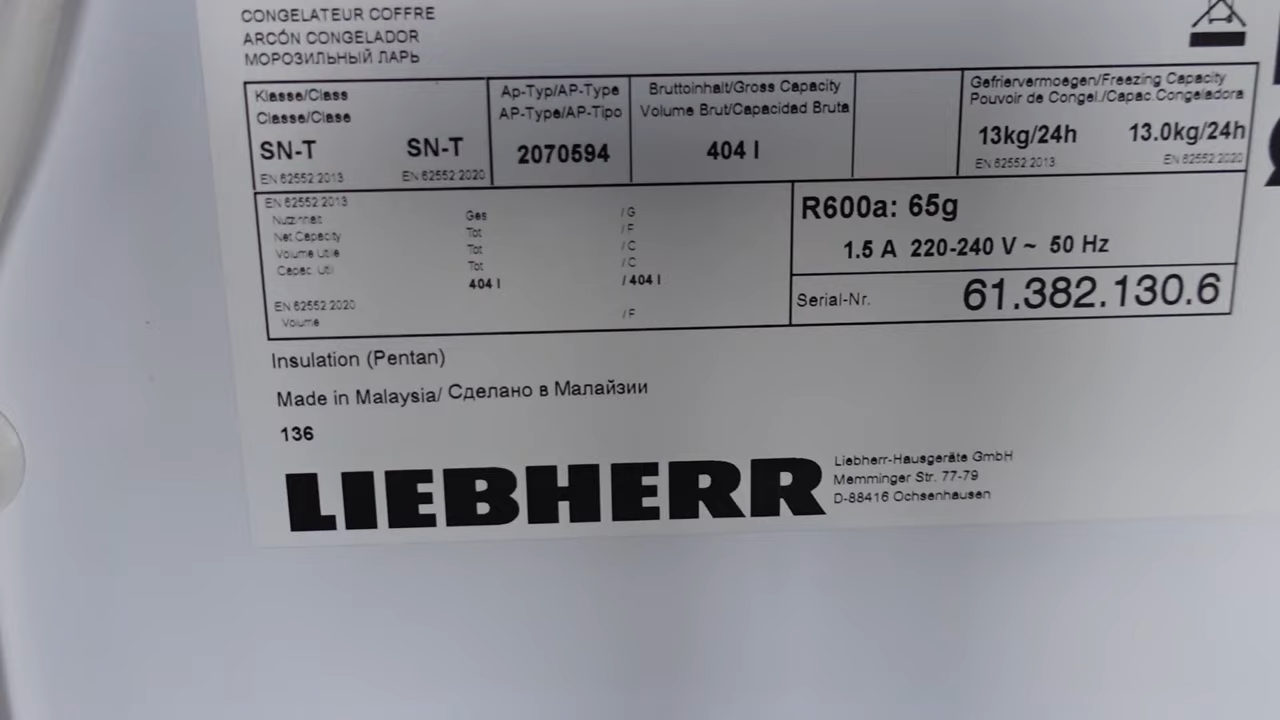 CONGELATEUR COFFRE
ARCÓN CONGELADOR
МОРОЗИЛЬНЫЙ ЛАРЬ
Klasse/Class
Classe/Clase
SN-T SN-T
EN 62552 2013 EN 62552 2020
Ap-Typ/AP-Type
AP-Type/AP-Tipo
2070594
Bruttoinhalt/Gross Capacity
Volume Brut/Capacidad Bruta
404 l
Gefriervermoegen/Freezing Capacity
Pouvoir de Congel./Capac.Congeladora
13kg/24h 13.0kg/24h
EN 62552 2013 EN 62552 2020
EN 62552 2013
Nutzinhalt Ges /G
Net Capacity Tot /F
Volume Utile Tot /C
Capac. Util Tot /C
404 l / 404 l
EN 62552 2020
Volume /F
R600a: 65g
1.5 A 220-240 V ~ 50 Hz
Serial-Nr. 61.382.130.6
Insulation (Pentan)
Made in Malaysia/ Сделано в Малайзии
136
LIEBHERR
Liebherr-Hausgeräte GmbH
Memminger Str. 77-79
D-88416 Ochsenhausen